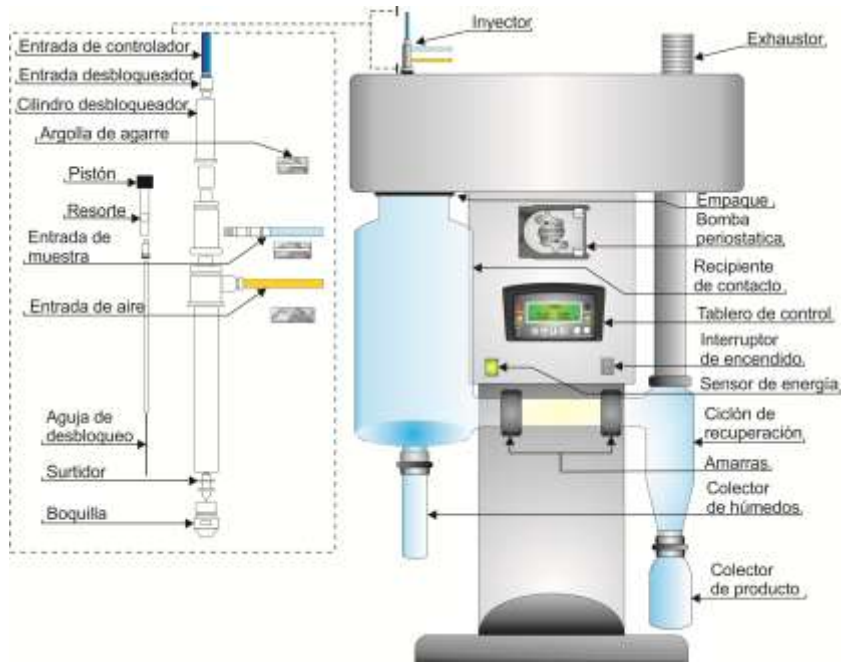 Entrada de controlador
Entrada desbloqueador
Cilindro desbloqueador
Argolla de agarre
Pistón
Resorte
Entrada de
muestra
Entrada de aire
Aguja de
desbloqueo
Surtidor
Boquilla
Inyector
Exhaustor
Empaque
Bomba
periostatica
Recipiente
de contacto
Tablero de control
Interruptor
de encendido
Sensor de energía
Ciclón de
recuperación
Amarras
Colector
de húmedos
Colector
de producto